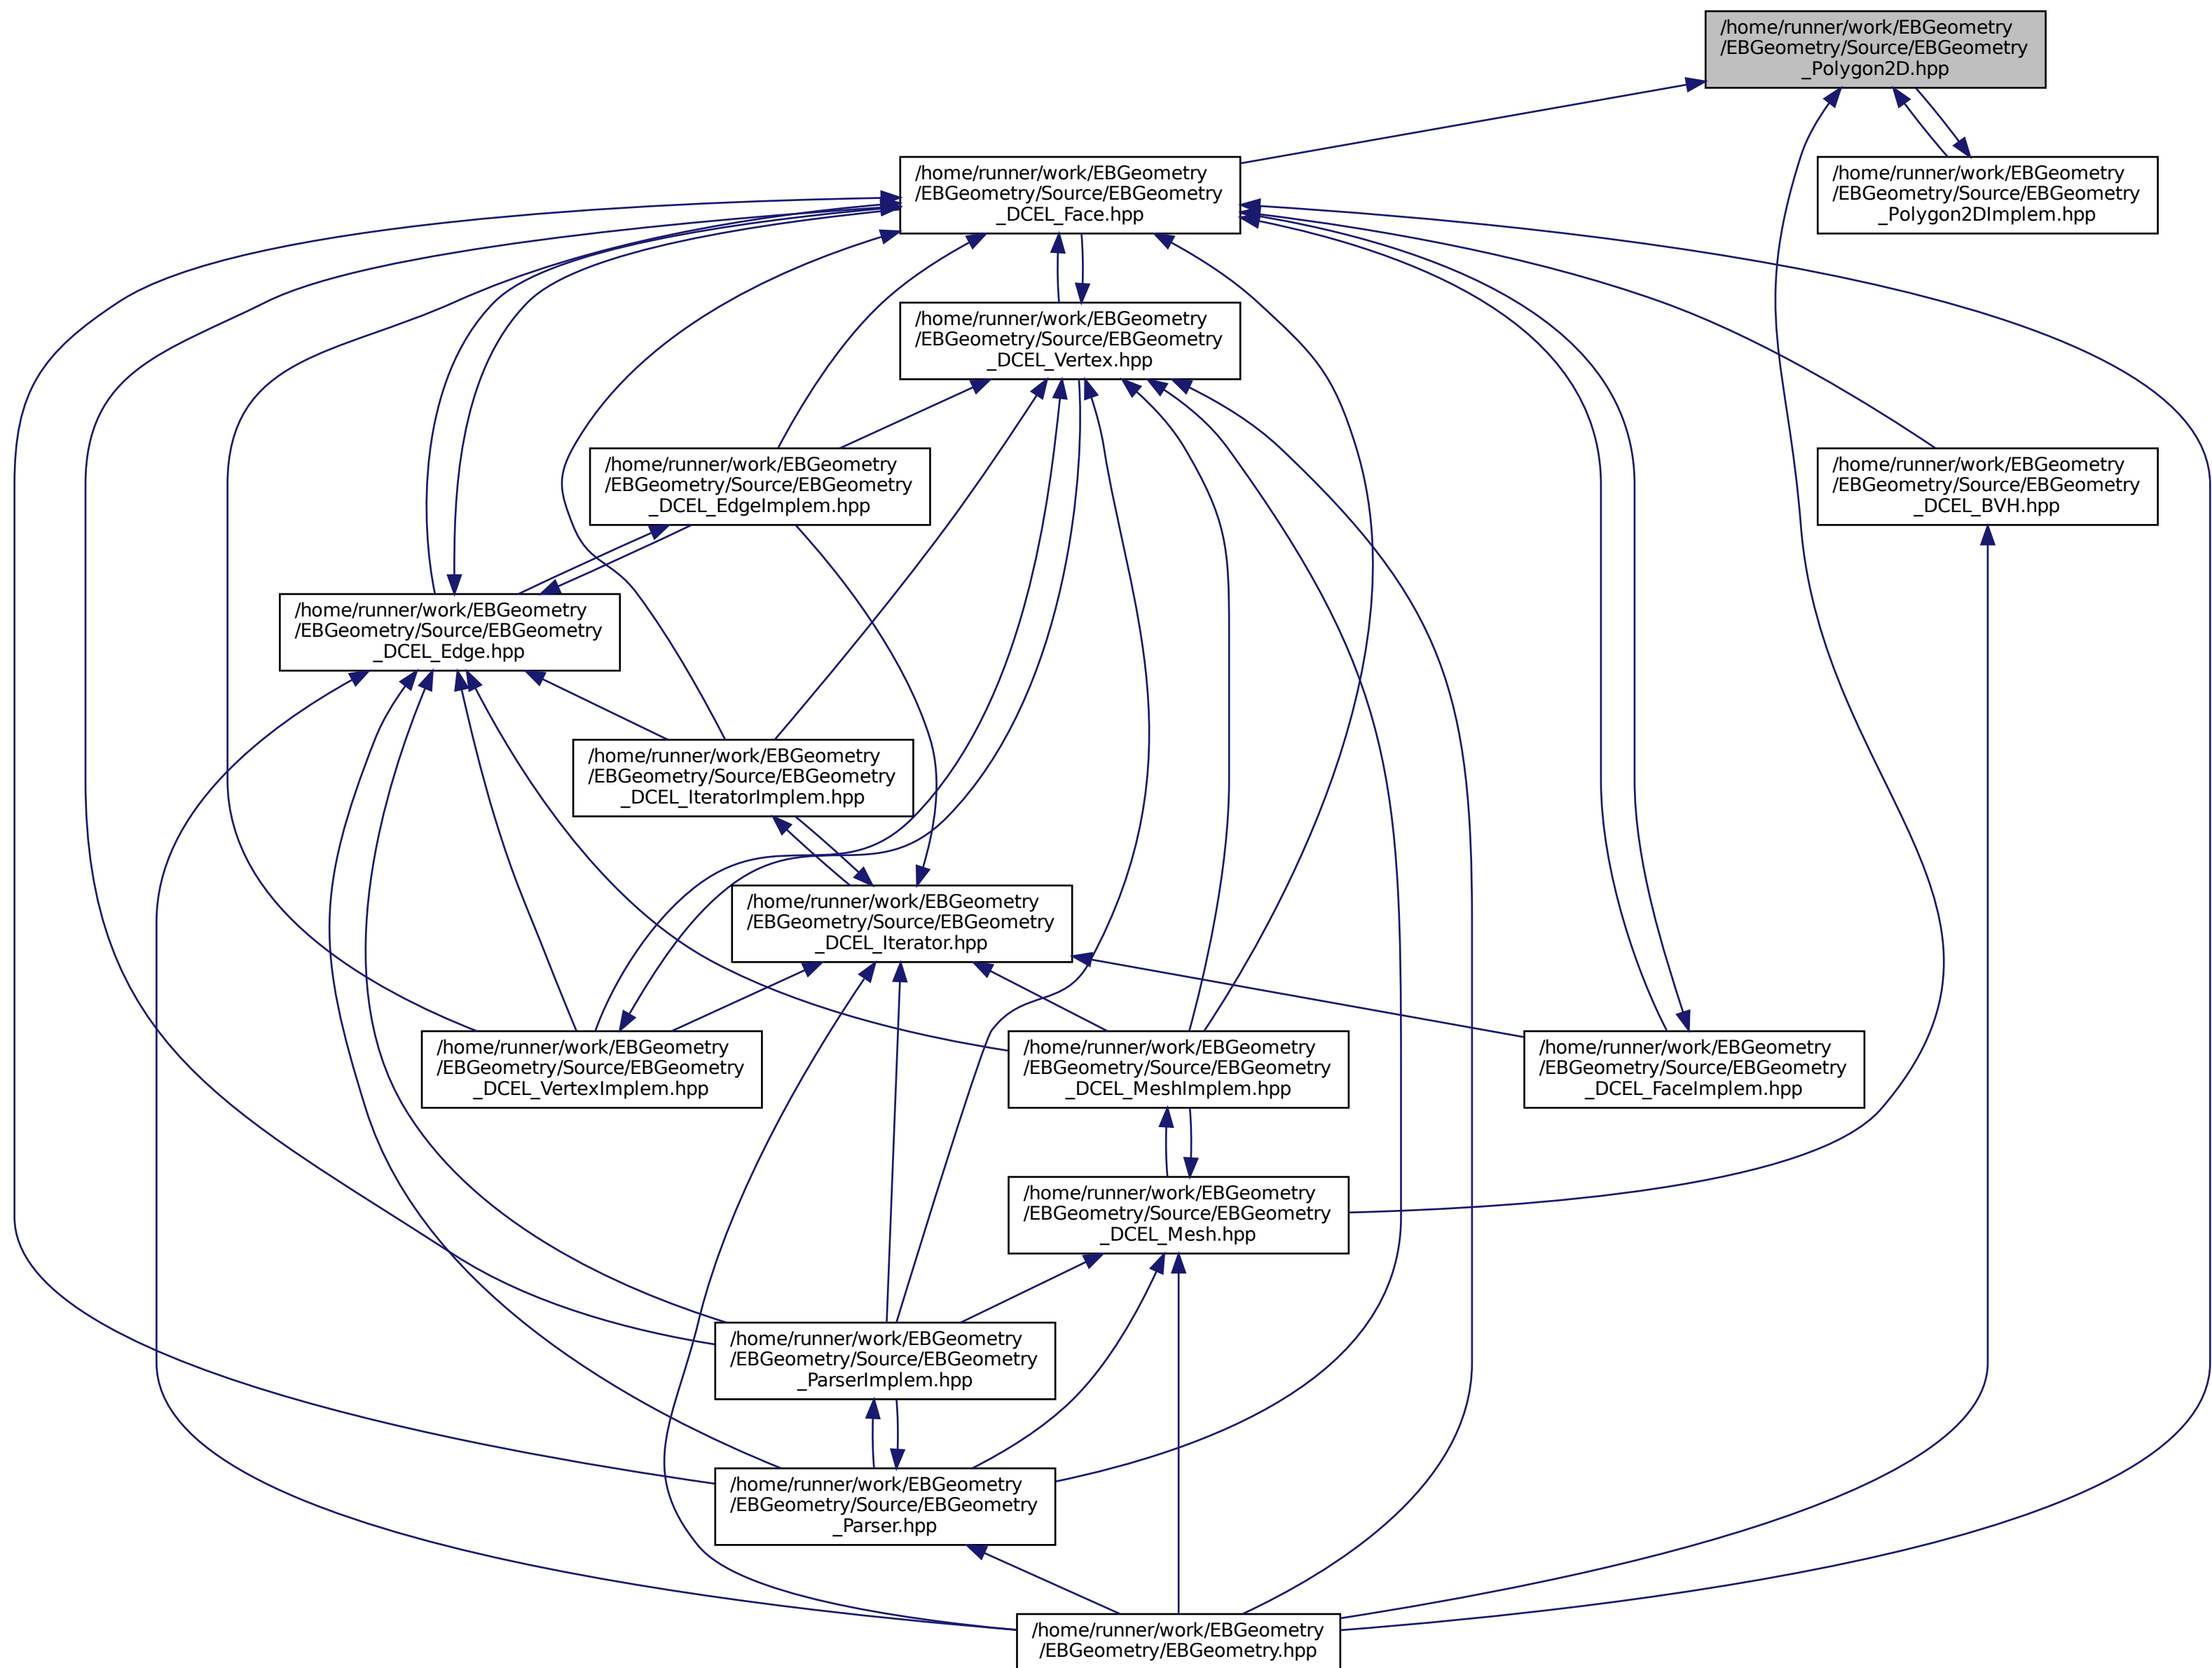 /home/runner/work/EBGeometry
/EBGeometry/Source/EBGeometry
_Polygon2D.hpp
/home/runner/work/EBGeometry
/EBGeometry/Source/EBGeometry
_DCEL_Face.hpp
/home/runner/work/EBGeometry
/EBGeometry/Source/EBGeometry
_Polygon2DImplem.hpp
/home/runner/work/EBGeometry
/EBGeometry/Source/EBGeometry
_DCEL_Vertex.hpp
/home/runner/work/EBGeometry
/EBGeometry/Source/EBGeometry
_DCEL_EdgeImplem.hpp
/home/runner/work/EBGeometry
/EBGeometry/Source/EBGeometry
_DCEL_BVH.hpp
/home/runner/work/EBGeometry
/EBGeometry/Source/EBGeometry
_DCEL_Edge.hpp
/home/runner/work/EBGeometry
/EBGeometry/Source/EBGeometry
_DCEL_IteratorImplem.hpp
/home/runner/work/EBGeometry
/EBGeometry/Source/EBGeometry
_DCEL_Iterator.hpp
/home/runner/work/EBGeometry
/EBGeometry/Source/EBGeometry
_DCEL_VertexImplem.hpp
/home/runner/work/EBGeometry
/EBGeometry/Source/EBGeometry
_DCEL_MeshImplem.hpp
/home/runner/work/EBGeometry
/EBGeometry/Source/EBGeometry
_DCEL_FaceImplem.hpp
/home/runner/work/EBGeometry
/EBGeometry/Source/EBGeometry
_DCEL_Mesh.hpp
/home/runner/work/EBGeometry
/EBGeometry/Source/EBGeometry
_ParserImplem.hpp
/home/runner/work/EBGeometry
/EBGeometry/Source/EBGeometry
_Parser.hpp
/home/runner/work/EBGeometry
/EBGeometry/EBGeometry.hpp